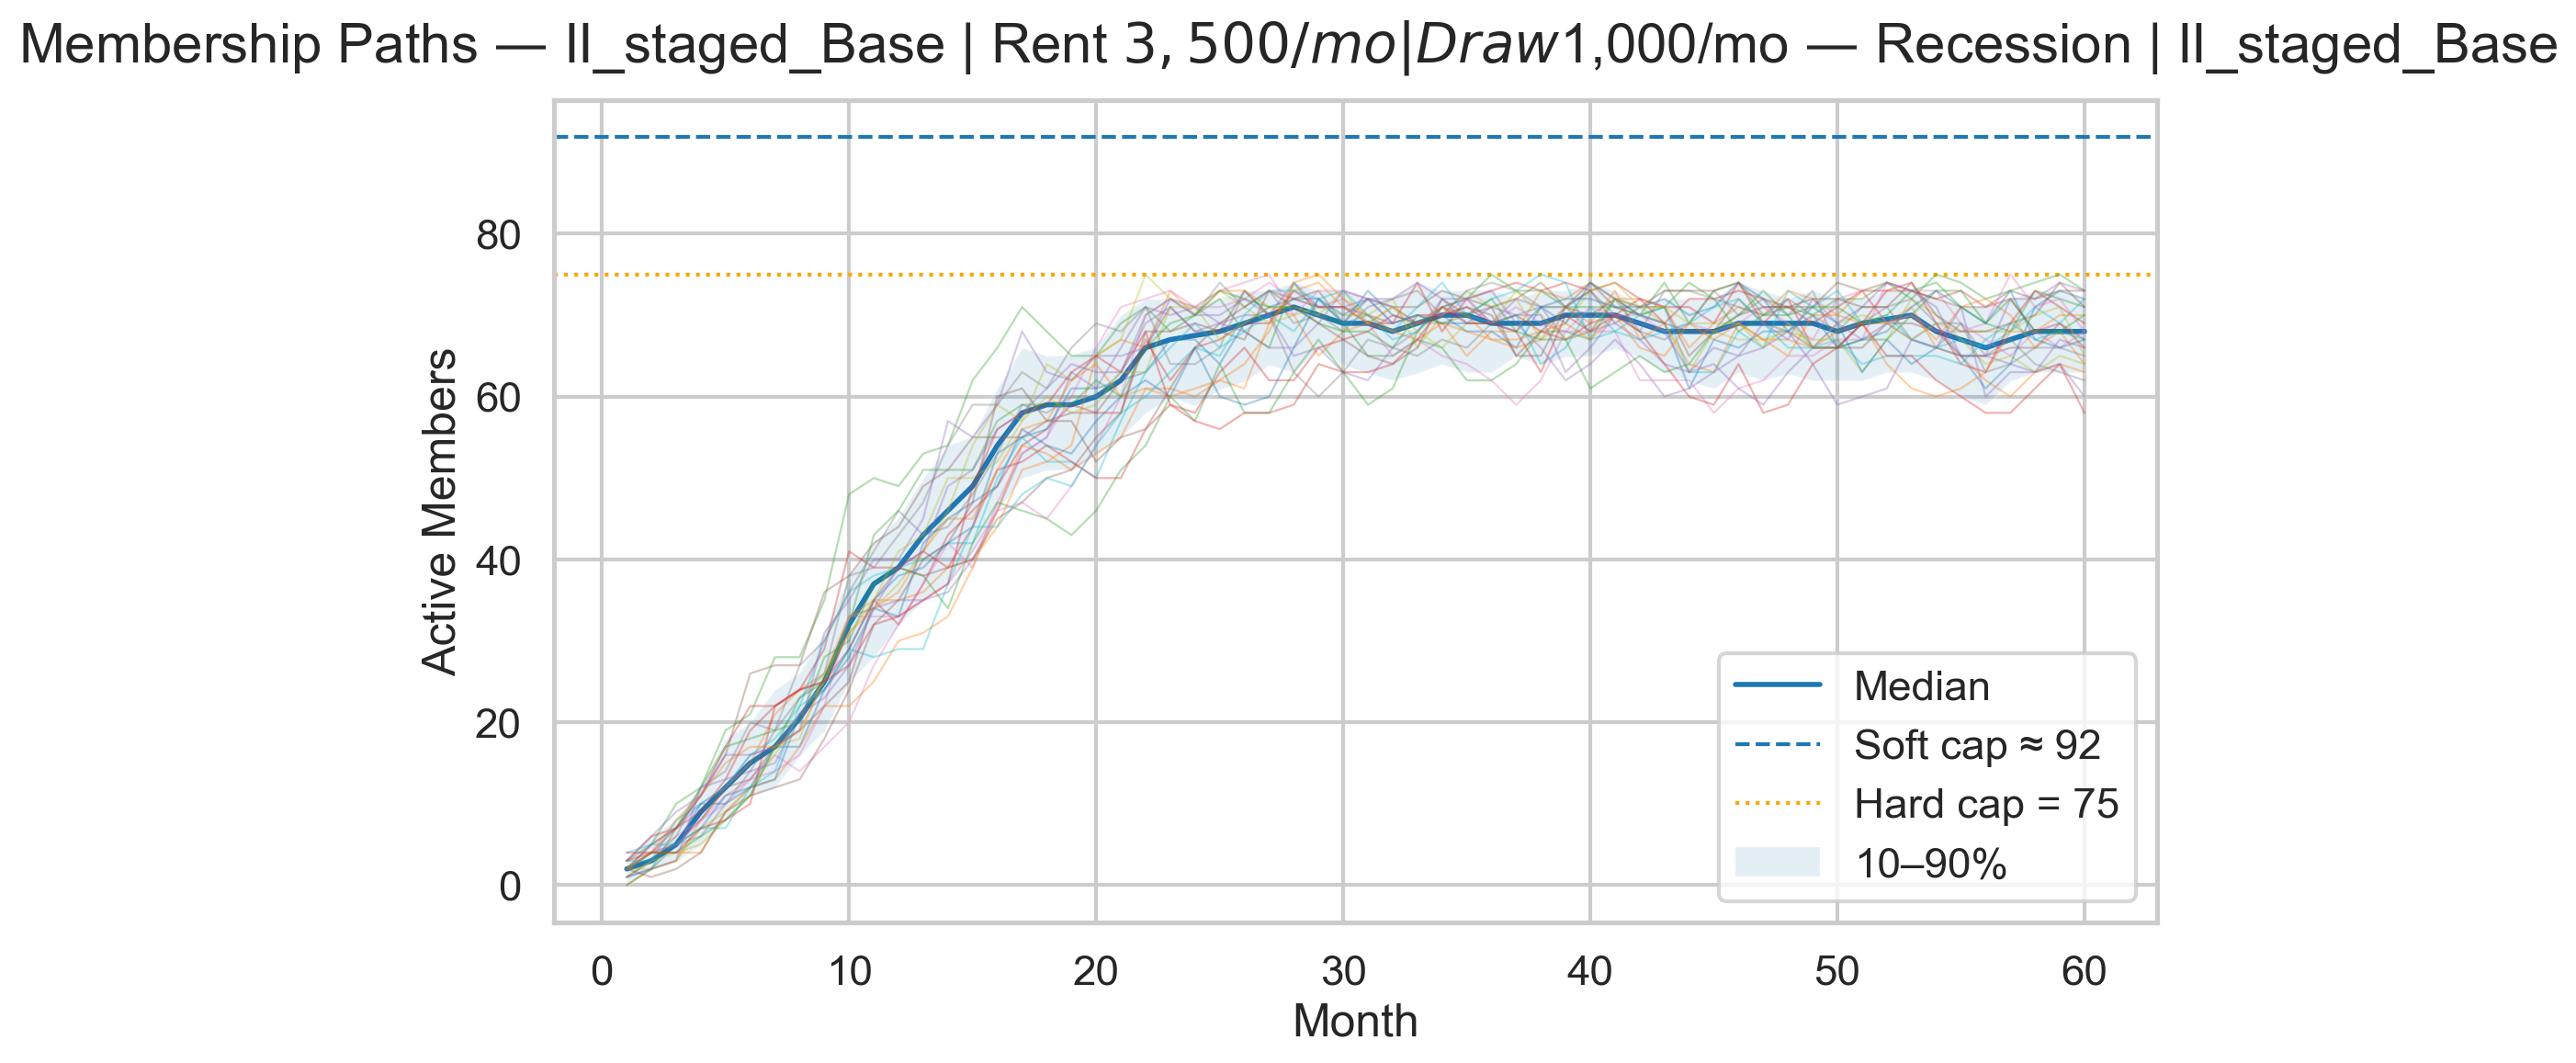 Membership Paths — II_staged_Base | Rent 3,500/mo|Draw1,000/mo — Recession | II_staged_Base
80
60
40
20
0
Active Members
Median
Soft cap ≈ 92
Hard cap = 75
10–90%
0 10 20 30 40 50 60
Month